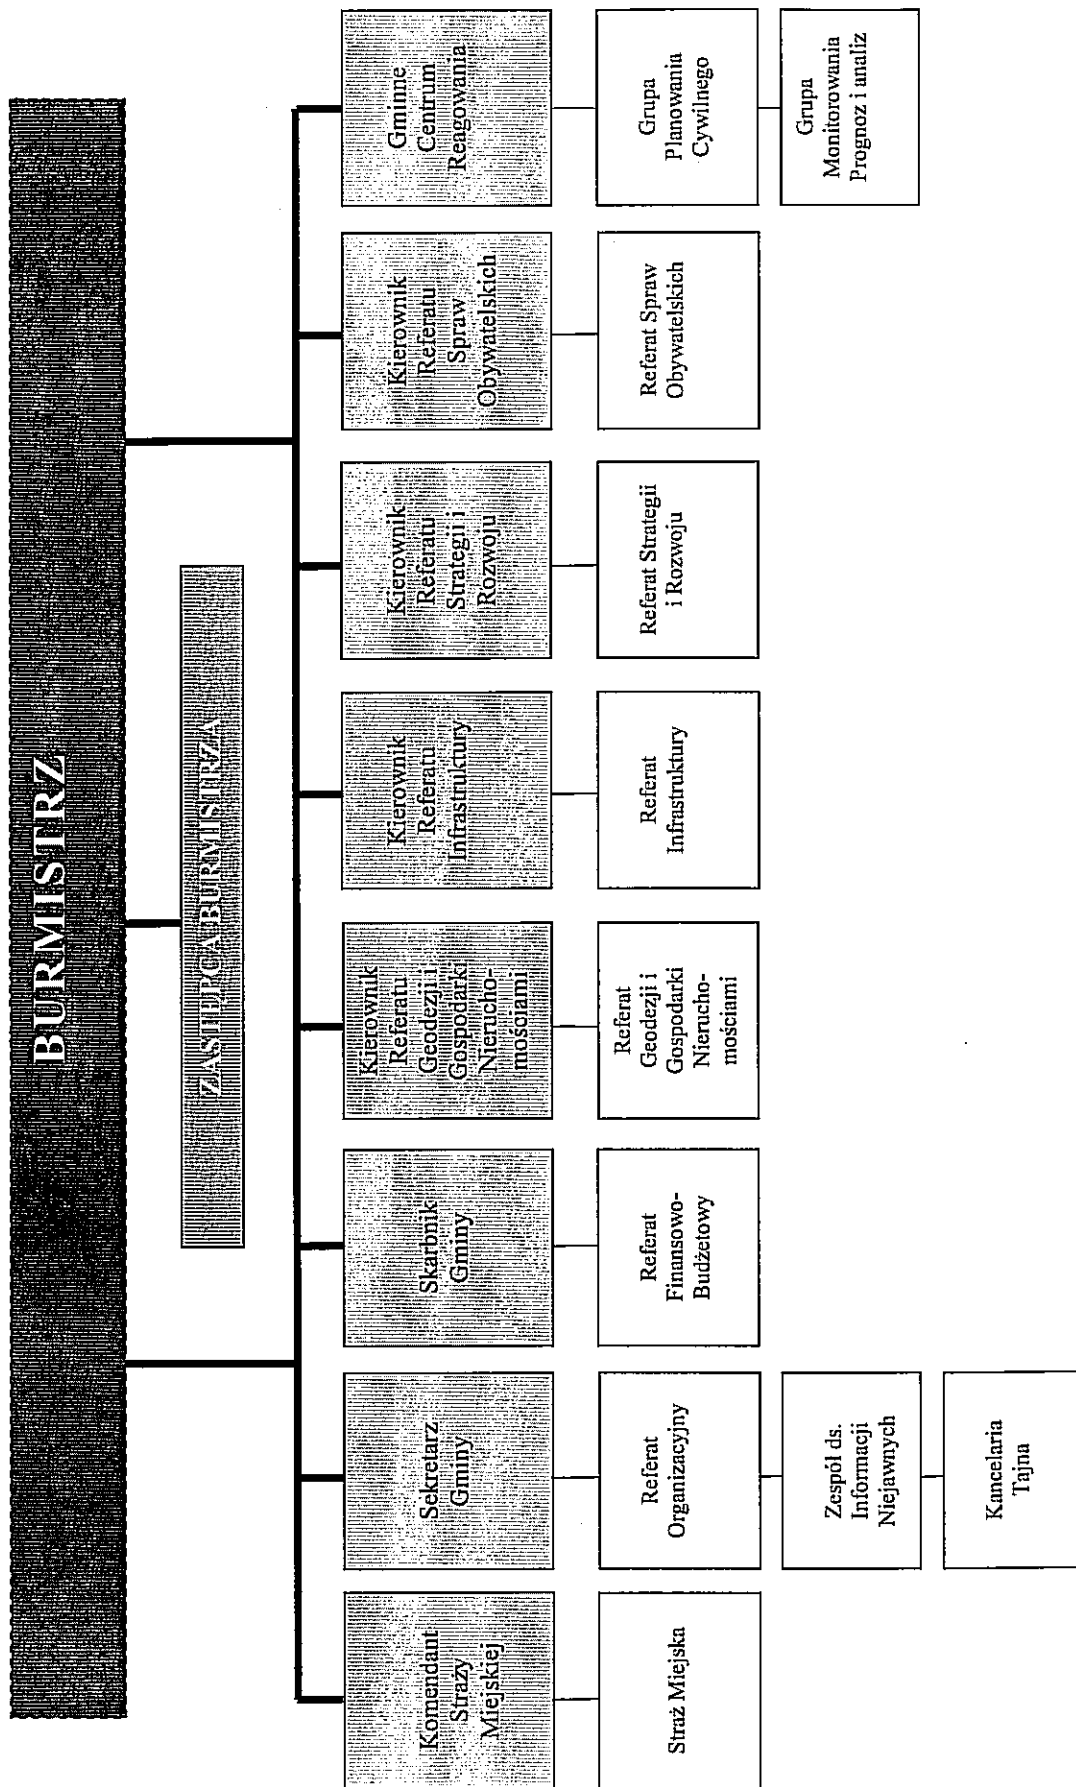 BURMISTRZ
ZASTĘPCA BURMISTRZA
Komendant
Straży
Miejskiej
Sekretarz
Gminy
Skarbnik
Gminy
Kierownik
Referatu
Geodezji i
Gospodarki
Nierucho-
mościami
Kierownik
Referatu
Infrastruktury
Kierownik
Referatu
Strategii i
Rozwoju
Kierownik
Referatu
Spraw
Obywatelskich
Gminne
Centrum
Reagowania
Straż Miejska
Referat
Organizacyjny
Referat
Finansowo-
Budżetowy
Referat
Geodezji i
Gospodarki
Nierucho-
mościami
Referat
Infrastruktury
Referat Strategii
i Rozwoju
Referat Spraw
Obywatelskich
Grupa
Planowania
Cywilnego
Zespół ds.
Informacji
Niejawnych
Grupa
Monitorowania
Prognoz i analiz
Kancelaria
Tajna